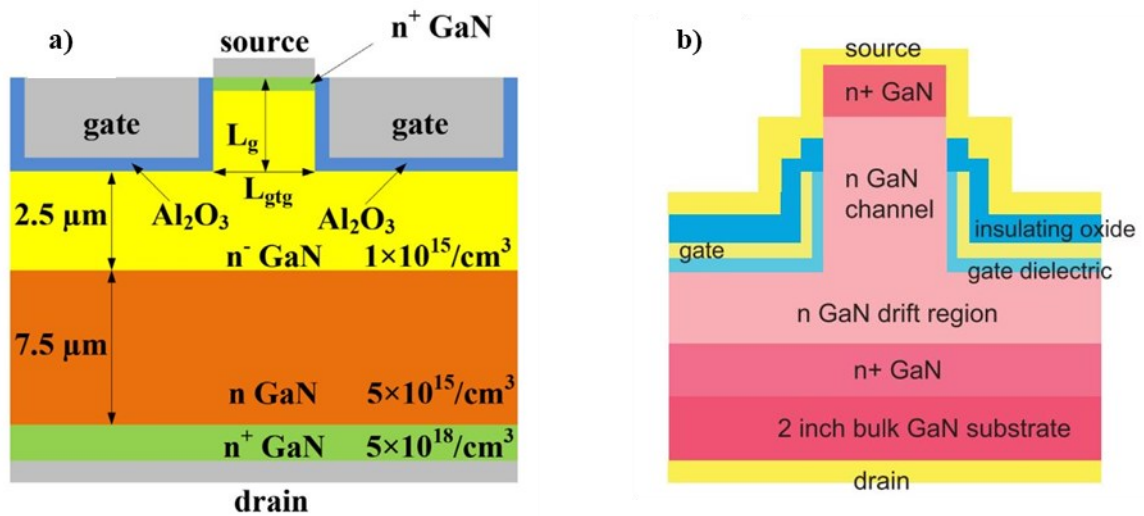 a)
source
n⁺ GaN
gate
gate
L_g
L_gtg
Al₂O₃
Al₂O₃
2.5 µm
n⁻ GaN 1×10¹⁵/cm³
7.5 µm
n GaN 5×10¹⁵/cm³
n⁺ GaN 5×10¹⁸/cm³
drain
b)
source
n+ GaN
n GaN
channel
insulating oxide
gate
gate dielectric
n GaN drift region
n+ GaN
2 inch bulk GaN substrate
drain